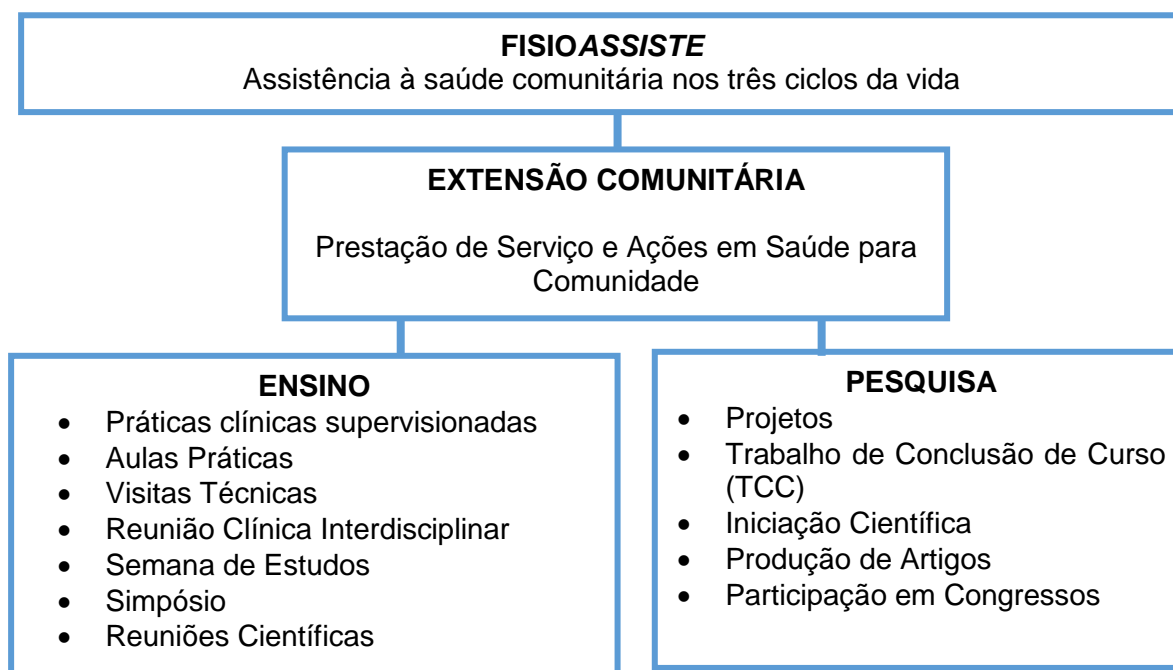 FISIOASSISTE
Assistência à saúde comunitária nos três ciclos da vida
EXTENSÃO COMUNITÁRIA
Prestação de Serviço e Ações em Saúde para
Comunidade
ENSINO
• Práticas clínicas supervisionadas
• Aulas Práticas
• Visitas Técnicas
• Reunião Clínica Interdisciplinar
• Semana de Estudos
• Simpósio
• Reuniões Científicas
PESQUISA
• Projetos
• Trabalho de Conclusão de Curso
(TCC)
• Iniciação Científica
• Produção de Artigos
• Participação em Congressos